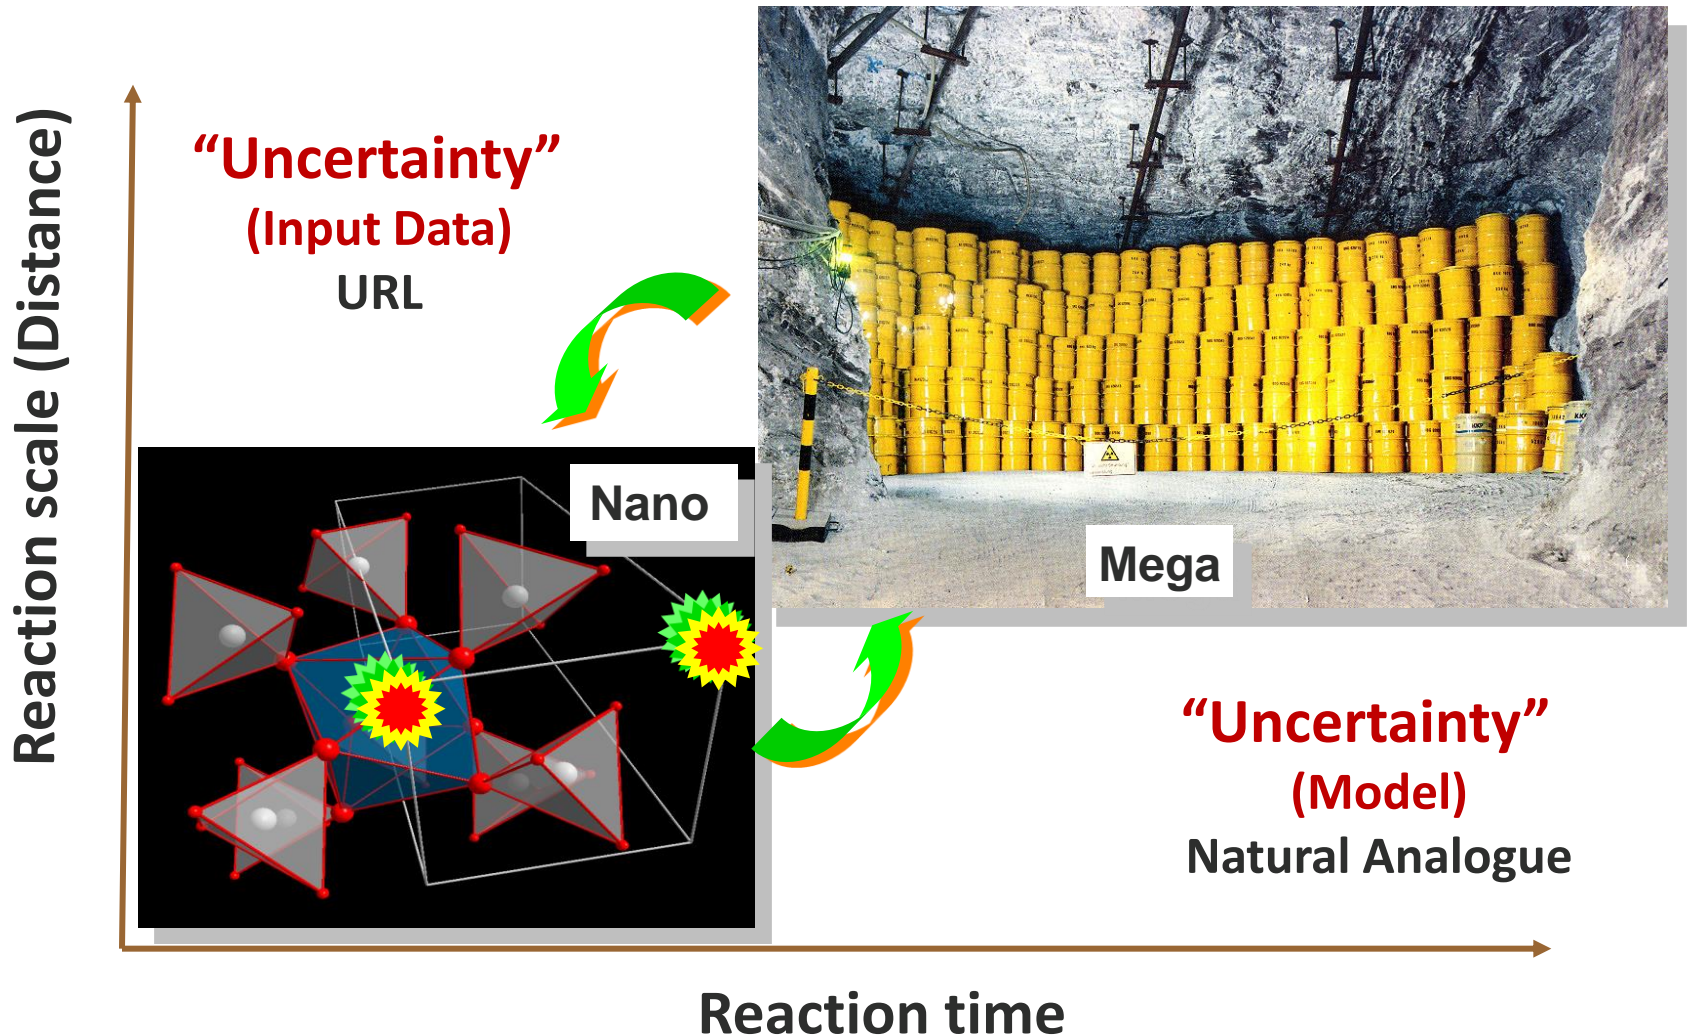 Reaction scale (Distance)
“Uncertainty”
(Input Data)
URL
Nano
Mega
“Uncertainty”
(Model)
Natural Analogue
Reaction time